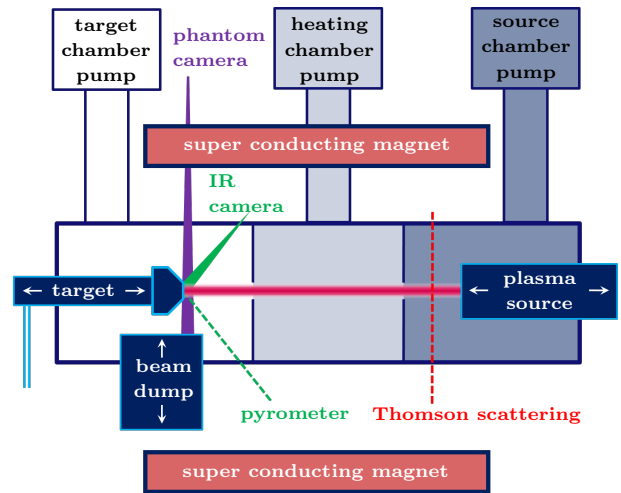 target
chamber
pump
phantom
camera
heating
chamber
pump
source
chamber
pump
super conducting magnet
IR
camera
target
plasma
source
beam
dump
pyrometer
Thomson scattering
super conducting magnet